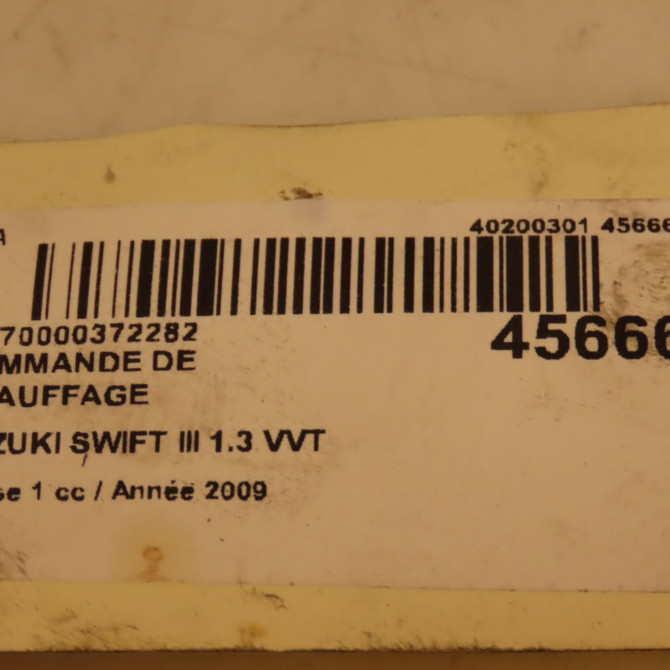 A 40200301 45666
70000372282 45666
MMANDE DE
AUFFAGE
ZUKI SWIFT III 1.3 VVT
se 1 cc / Année 2009